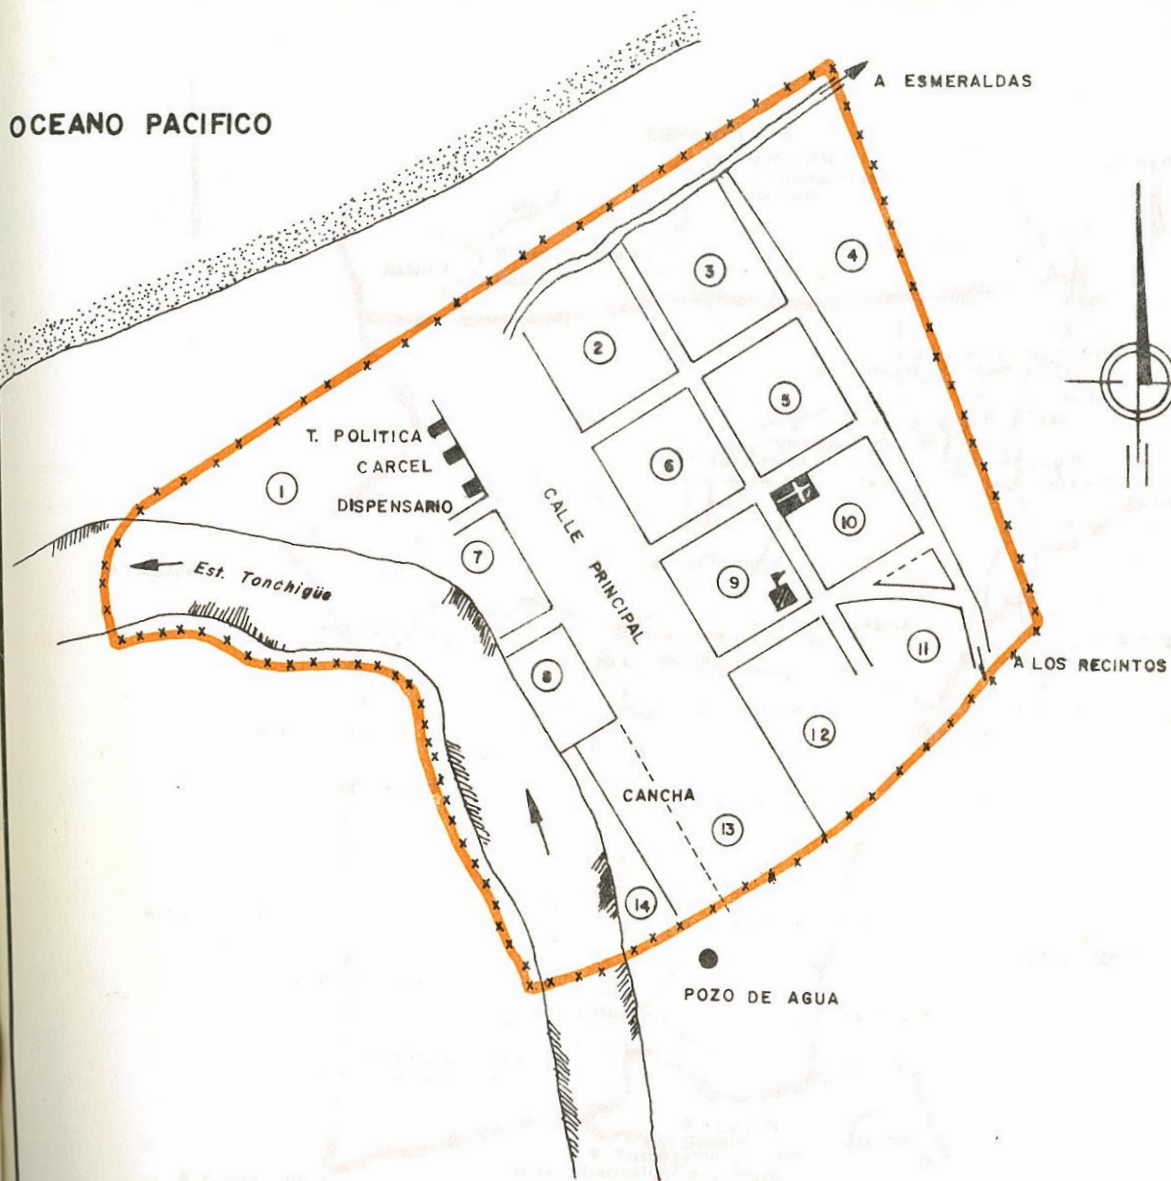 OCEANO PACIFICO
A ESMERALDAS
4
3
2
5
T. POLITICA
CARCEL
DISPENSARIO
1
6
CALLE PRINCIPAL
10
7
Est. Tonchigüe
9
8
11
A LOS RECINTOS
12
CANCHA
13
14
POZO DE AGUA